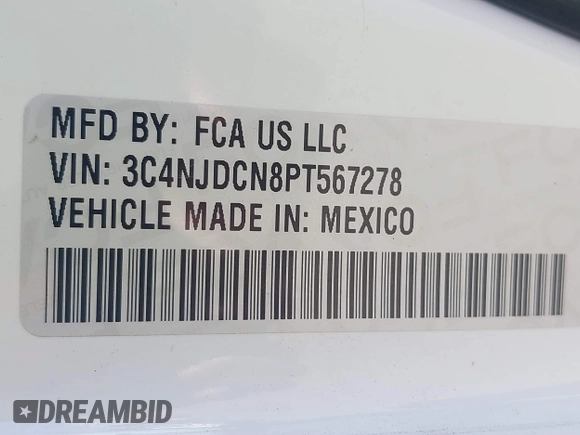 MFD BY: FCA US LLC
VIN: 3C4NJDCN8PT567278
VEHICLE MADE IN: MEXICO
DREAMBID